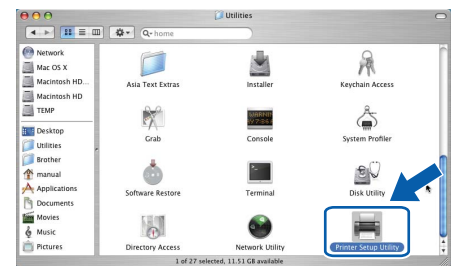 Utilities
Q- home
Network
Mac OS X
Macintosh HD...
Macintosh HD
TEMP
Desktop
Utilities
Brother
manual
Applications
Documents
Movies
Music
Pictures
Asia Text Extras
Installer
Keychain Access
Grab
Console
System Profiler
Software Restore
Terminal
Disk Utility
Directory Access
Network Utility
Printer Setup Utility
1 of 27 selected, 11.51 GB available